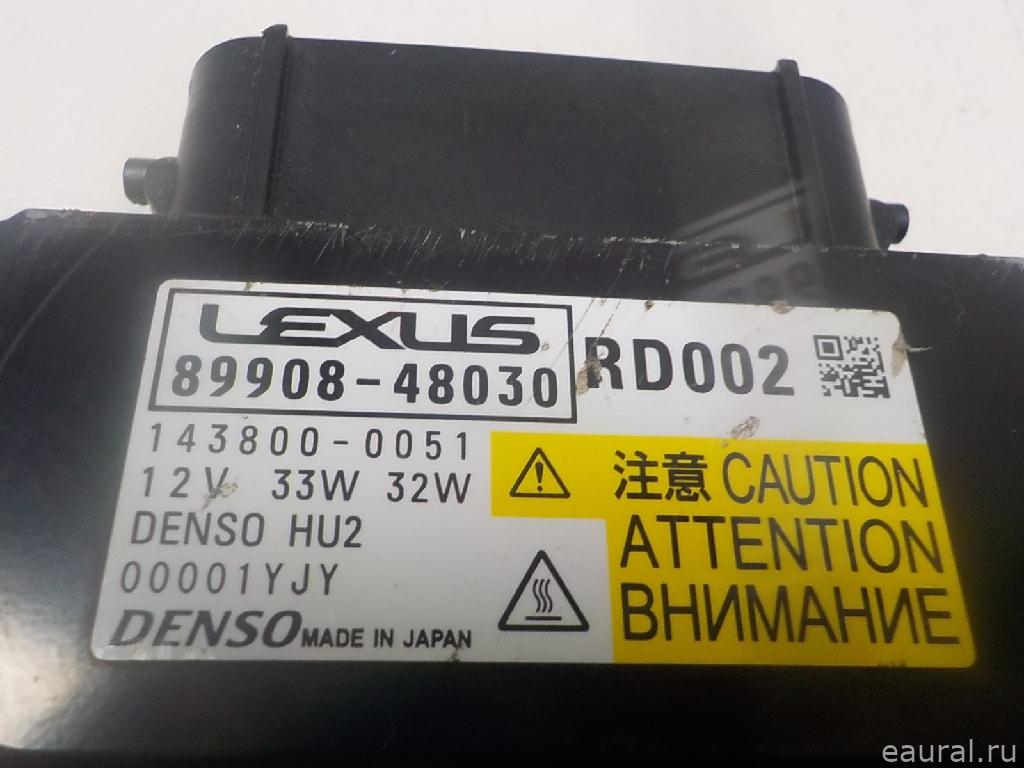 LEXUS
89908-48030
RD002
143800-0051
12V 33W 32W
DENSO HU2
00001YJY
DENSO MADE IN JAPAN
注意 CAUTION
ATTENTION
ВНИМАНИЕ
eaural.ru